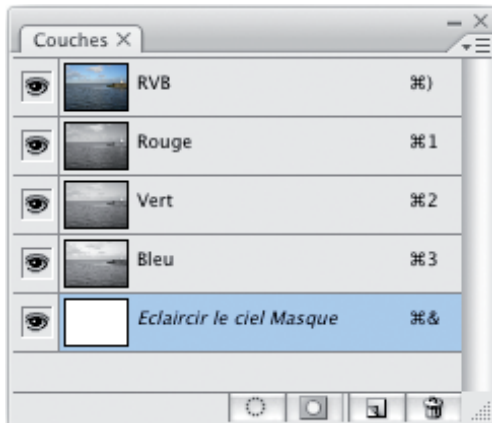 Couches
RVB ⌘)
Rouge ⌘1
Vert ⌘2
Bleu ⌘3
Eclaircir le ciel Masque ⌘&